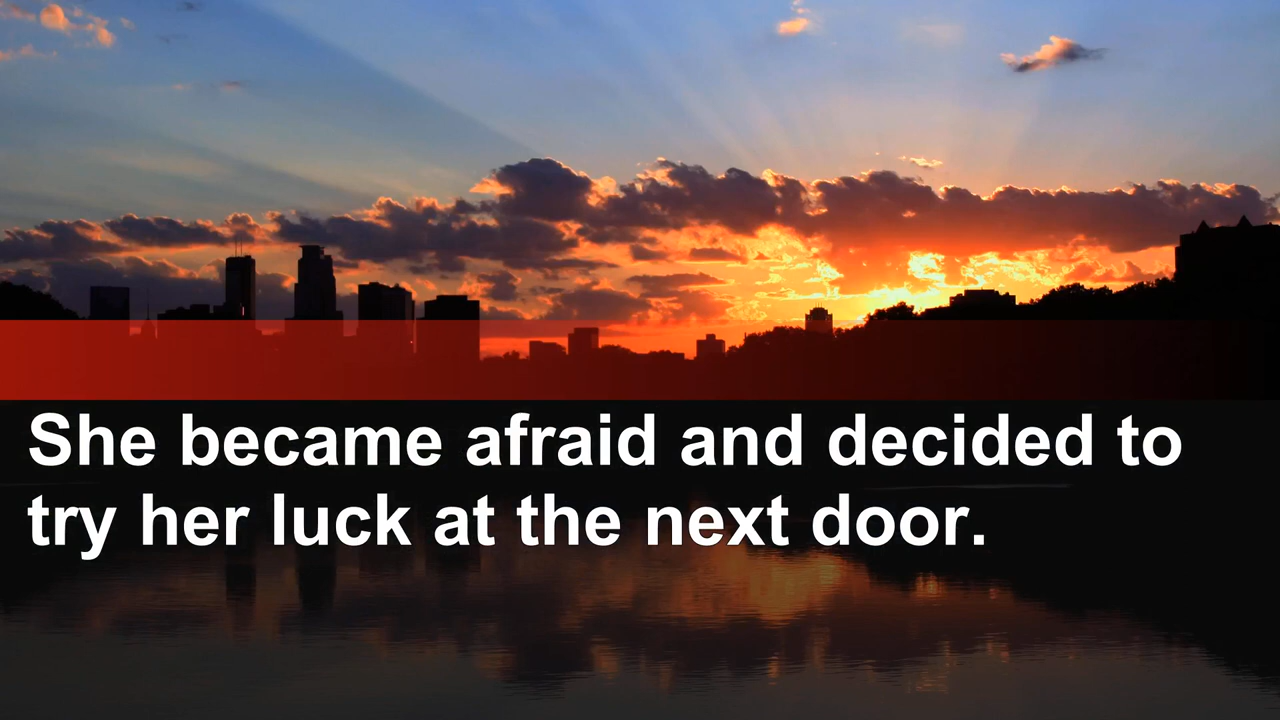 She became afraid and decided to
try her luck at the next door.